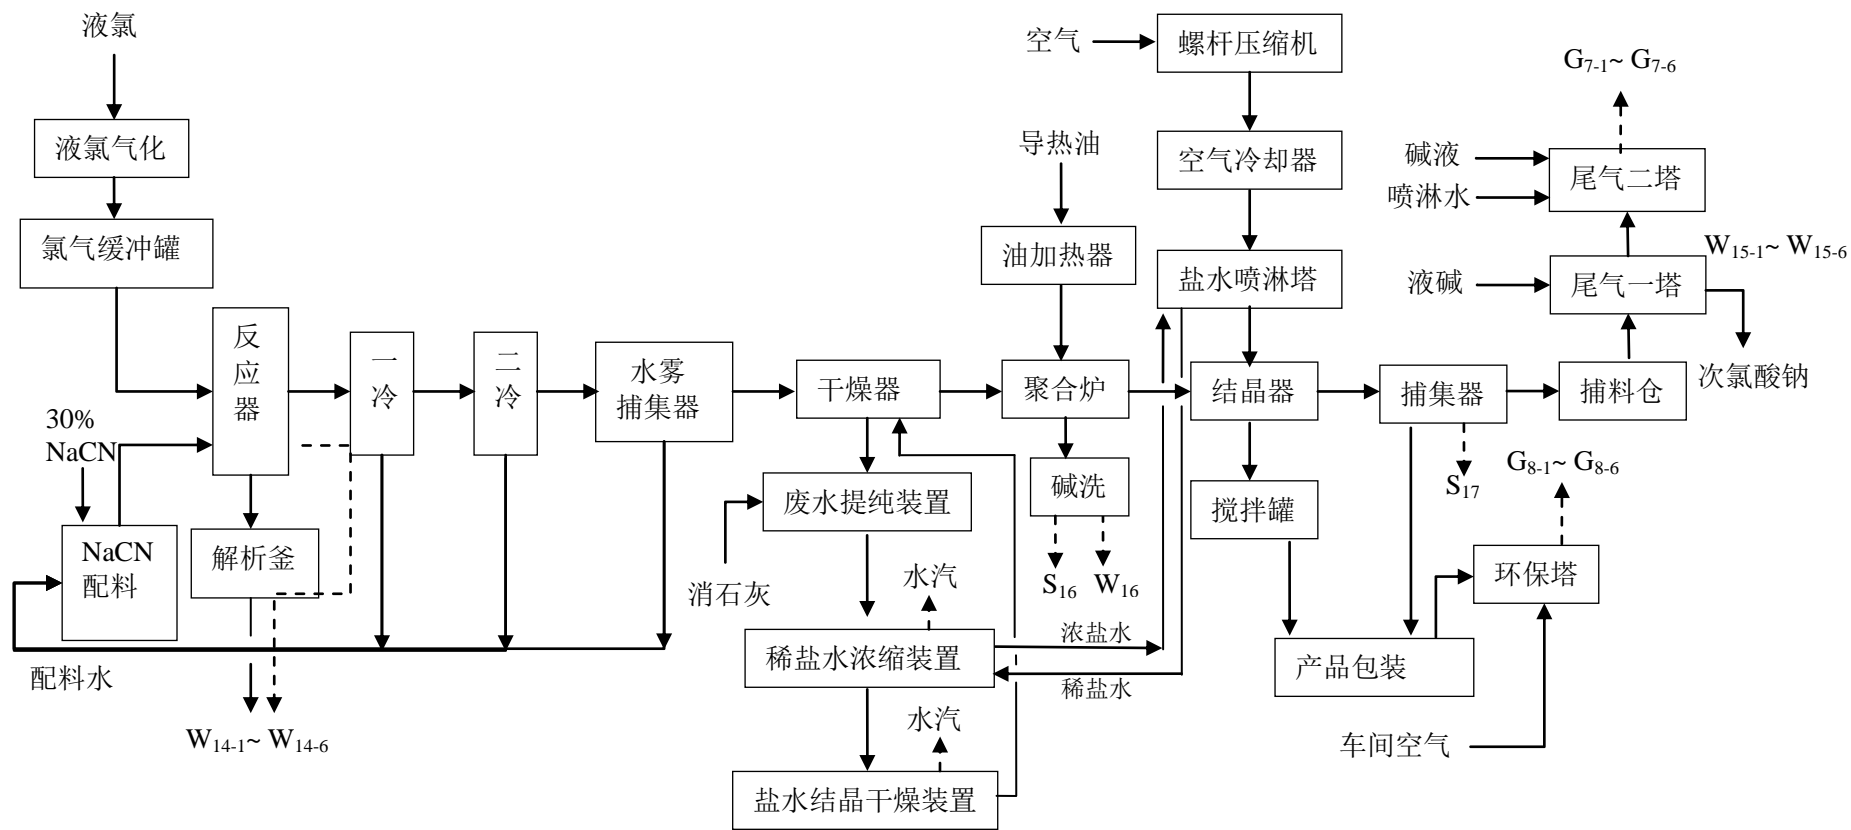 液氯
空气
螺杆压缩机
G7-1~ G7-6
液氯气化
导热油
空气冷却器
碱液
尾气二塔
喷淋水
氯气缓冲罐
油加热器
盐水喷淋塔
W15-1~ W15-6
液碱
尾气一塔
反
应
器
一
冷
二
冷
水雾
捕集器
干燥器
聚合炉
结晶器
捕集器
捕料仓
次氯酸钠
30%
NaCN
G8-1~ G8-6
废水提纯装置
碱洗
搅拌罐
S17
NaCN
配料
解析釜
消石灰
水汽
S16
W16
环保塔
稀盐水浓缩装置
浓盐水
稀盐水
产品包装
配料水
W14-1~ W14-6
水汽
车间空气
盐水结晶干燥装置